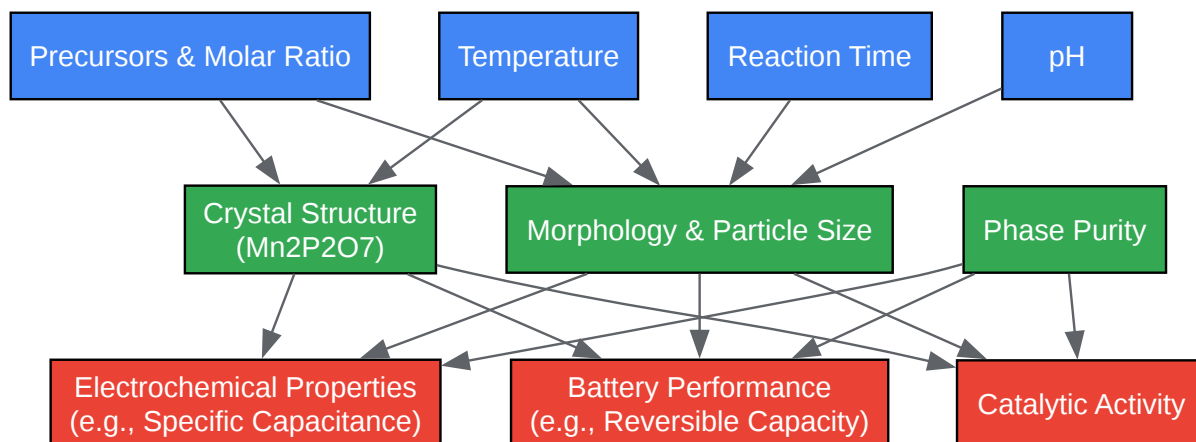 Precursors & Molar Ratio
Temperature
Reaction Time
pH
Crystal Structure
(Mn2P2O7)
Morphology & Particle Size
Phase Purity
Electrochemical Properties
(e.g., Specific Capacitance)
Battery Performance
(e.g., Reversible Capacity)
Catalytic Activity